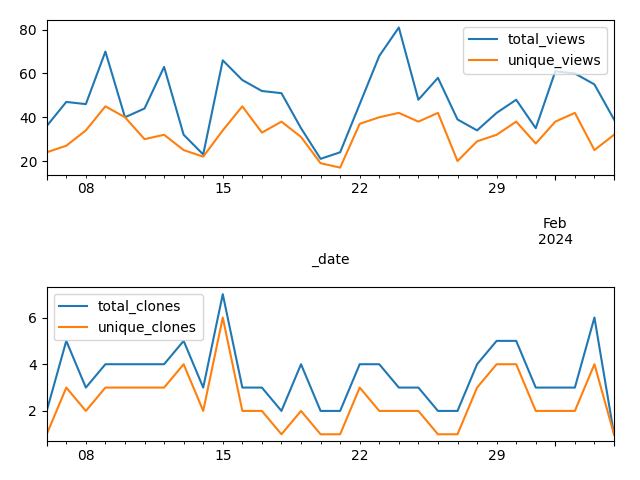 80
60
40
20
total_views
unique_views
08 15 22 29
Feb
2024
_date
6
4
2
total_clones
unique_clones
08 15 22 29